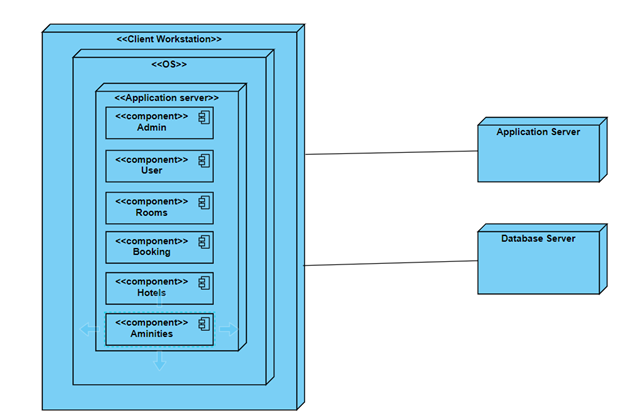 <<Client Workstation>>
<<OS>>
<<Application server>>
<<component>>
Admin
<<component>>
User
<<component>>
Rooms
<<component>>
Booking
<<component>>
Hotels
<<component>>
Aminities
Application Server
Database Server